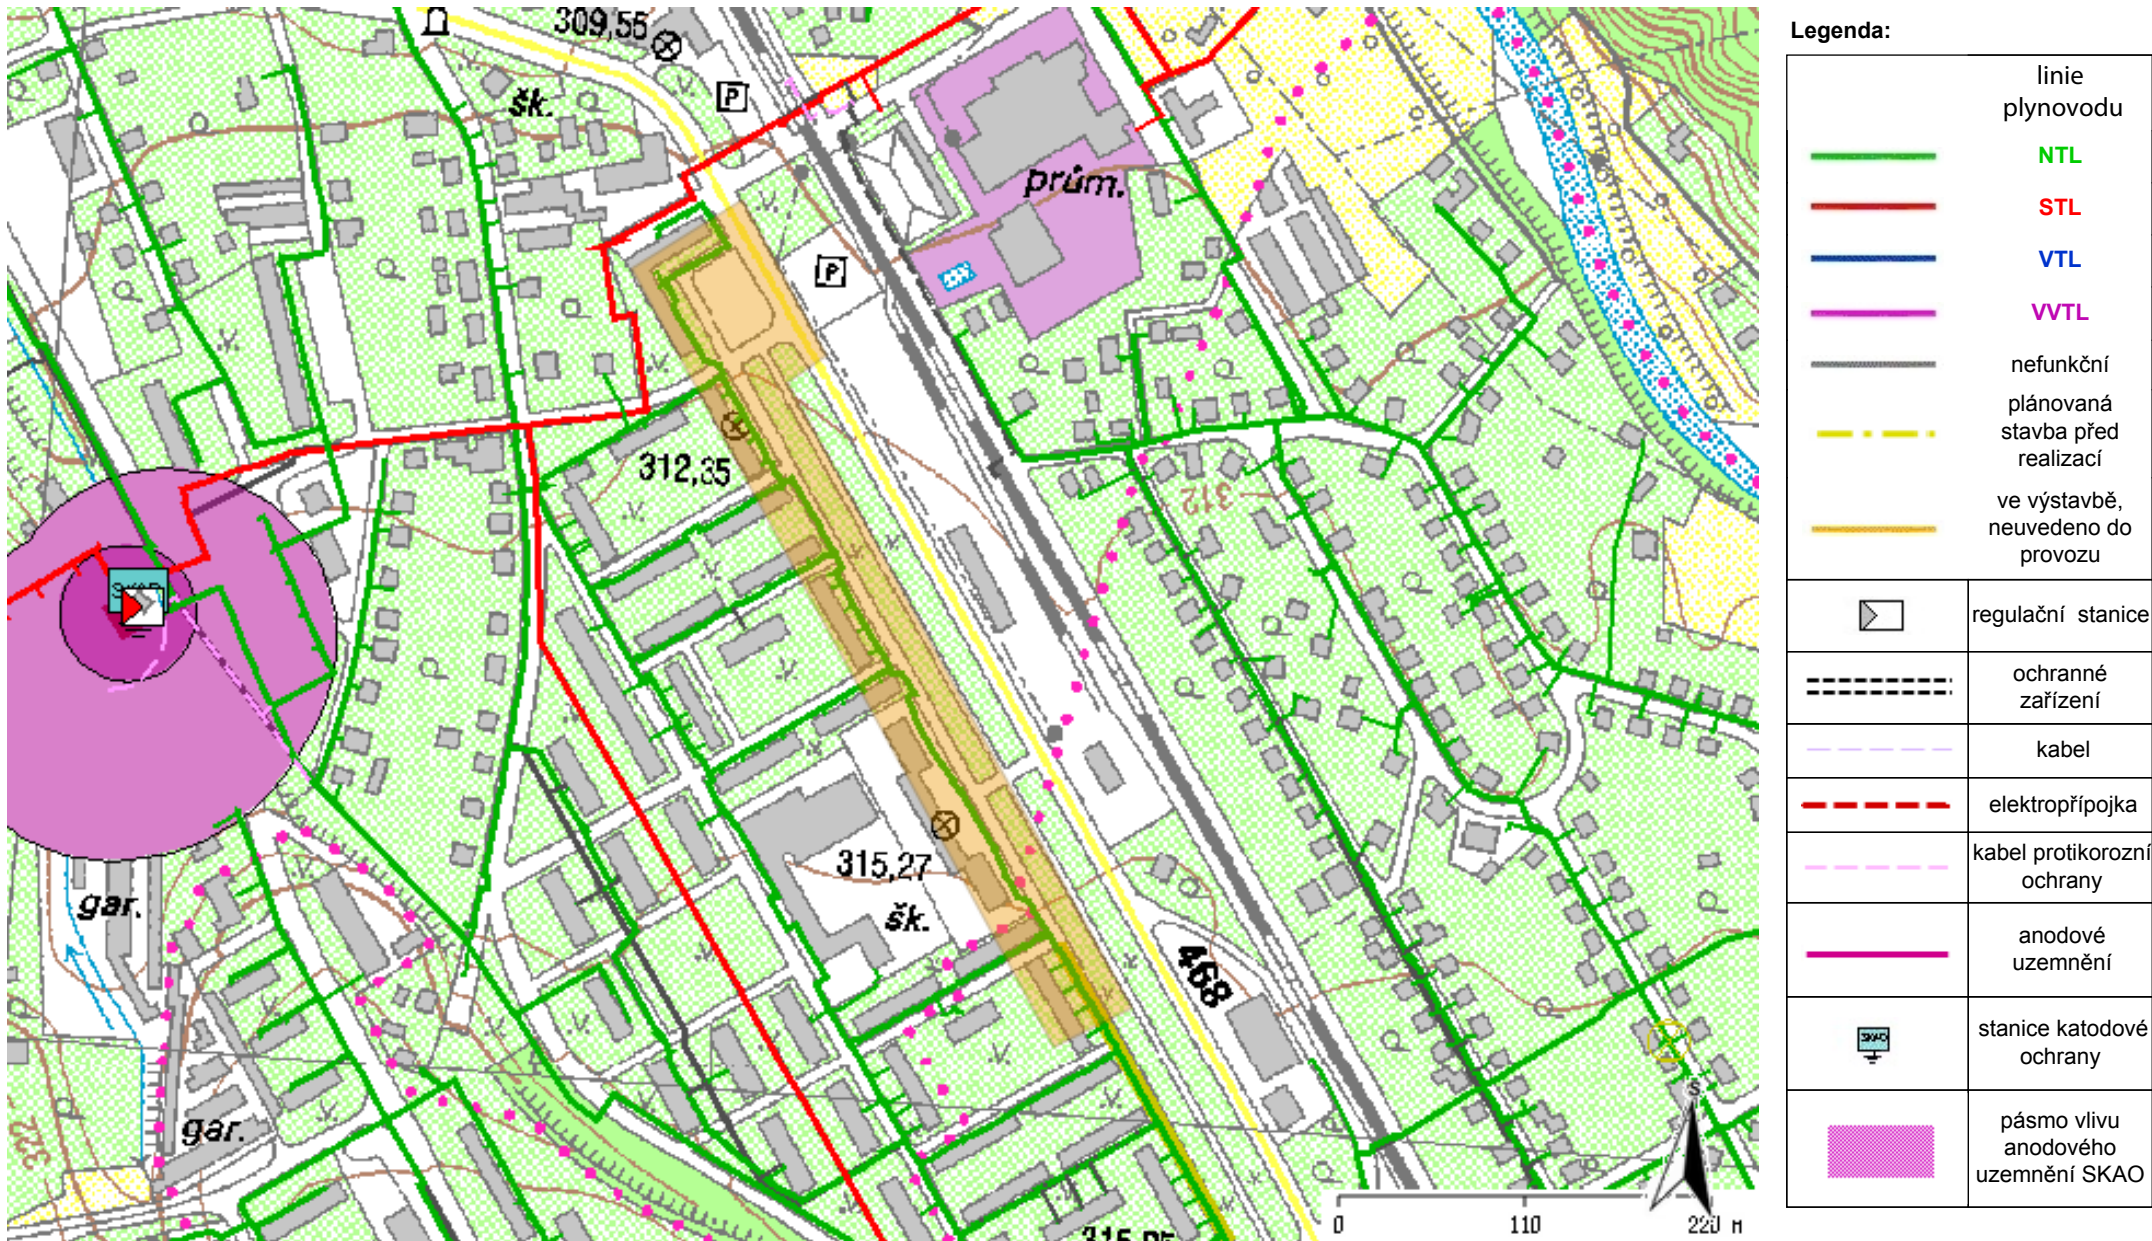 309,55
šk.
P
prům.
P
312,35
312
SKAO
315,27
šk.
gar.
468
gar.
322
S
0 110 220 м
Legenda:
linie
plynovodu
NTL
STL
VTL
VVTL
nefunkční
plánovaná
stavba před
realizací
ve výstavbě,
neuvedeno do
provozu
regulační stanice
ochranné
zařízení
kabel
elektropřípojka
kabel protikorozní
ochrany
anodové
uzemnění
SKAO
stanice katodové
ochrany
pásmo vlivu
anodového
uzemnění SKAO